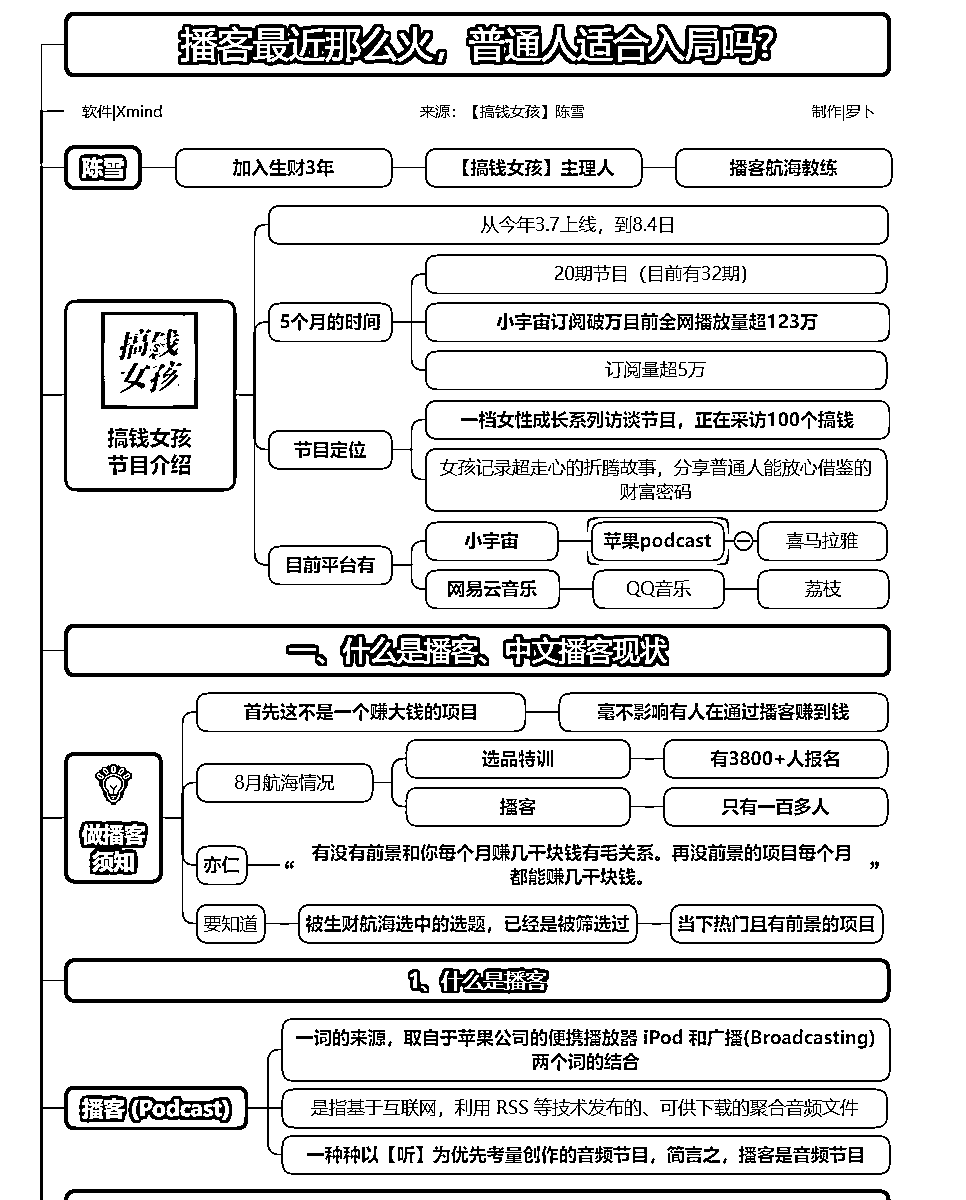 播客最近那么火，普通人适合入局吗?
软件|Xmind
来源：【搞钱女孩】陈雪
制作|罗卜
陈雪
加入生财3年
【搞钱女孩】主理人
播客航海教练
从今年3.7上线，到8.4日
5个月的时间
20期节目（目前有32期）
小宇宙订阅破万目前全网播放量超123万
订阅量超5万
搞钱
女孩
搞钱女孩
节目介绍
节目定位
一档女性成长系列访谈节目，正在采访100个搞钱
女孩记录超走心的折腾故事，分享普通人能放心借鉴的
财富密码
目前平台有
小宇宙
苹果podcast
喜马拉雅
网易云音乐
QQ音乐
荔枝
一、什么是播客、中文播客现状
做播客
须知
首先这不是一个赚大钱的项目
毫不影响有人在通过播客赚到钱
8月航海情况
选品特训
有3800+人报名
播客
只有一百多人
亦仁
“
有没有前景和你每个月赚几千块钱有毛关系。再没前景的项目每个月
都能赚几千块钱。
”
要知道
被生财航海选中的选题，已经是被筛选过
当下热门且有前景的项目
1、什么是播客
播客 (Podcast)
一词的来源，取自于苹果公司的便携播放器 iPod 和广播(Broadcasting)
两个词的结合
是指基于互联网，利用 RSS 等技术发布的、可供下载的聚合音频文件
一种种以【听】为优先考量创作的音频节目，简言之，播客是音频节目